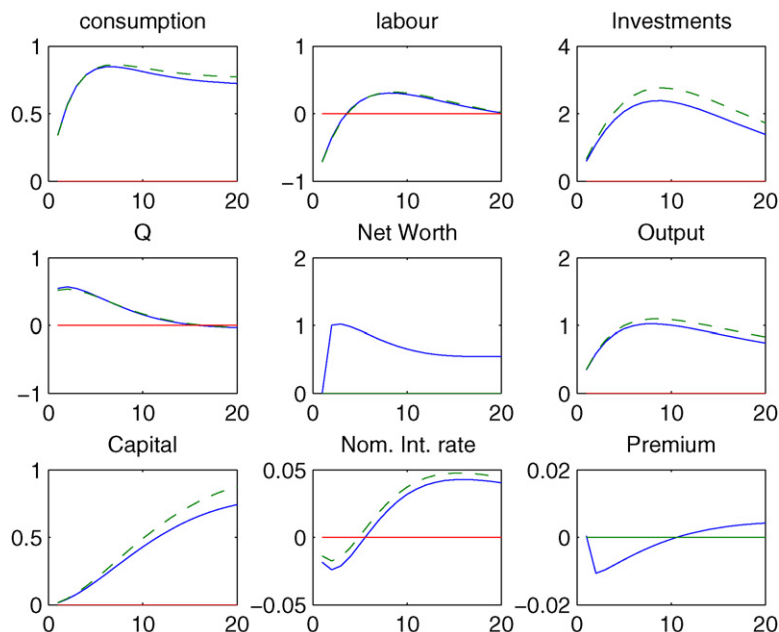 consumption labour Investments
1 1 4
0.5 0 2
0 -1 0
0 10 20 0 10 20 0 10 20
Q Net Worth Output
1 2 2
0 1 1
-1 0 0
0 10 20 0 10 20 0 10 20
Capital Nom. Int. rate Premium
1 0.05 0.02
0.5 0 0
0 -0.05 -0.02
0 10 20 0 10 20 0 10 20